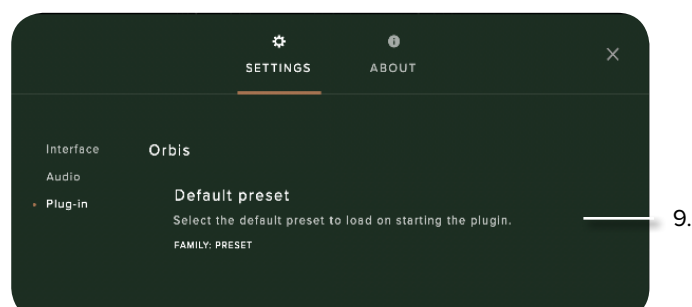 SETTINGS
ABOUT
Interface
Audio
Plug-in
Orbis
Default preset
Select the default preset to load on starting the plugin.
FAMILY: PRESET
9.